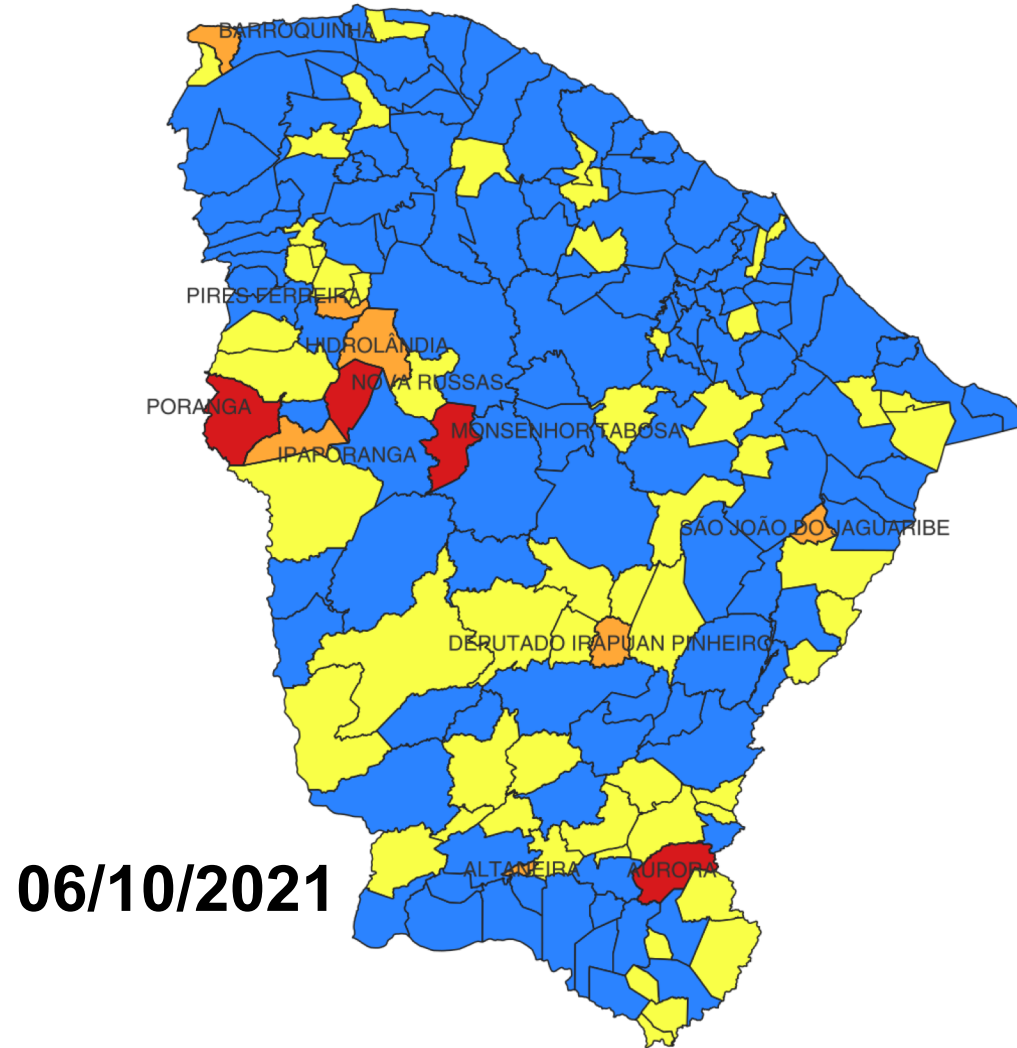 BARROQUINHA
PIRES FERREIRA
HIDROLÂNDIA
NOVA RUSSAS
PORANGA
MONSENHOR TABOSA
IPAPORANGA
SÃO JOÃO DO JAGUARIBE
DEPUTADO IRAPUAN PINHEIRO
ALTANEIRA
AURORA
06/10/2021